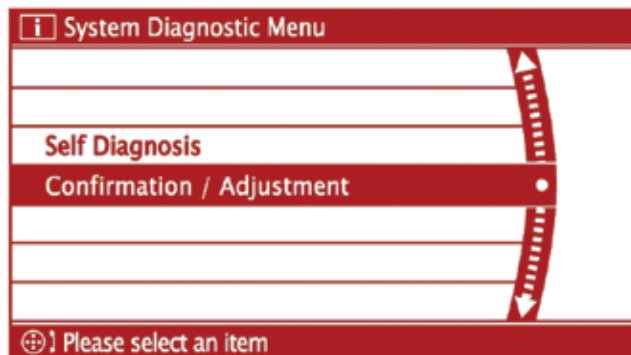 i System Diagnostic Menu
Self Diagnosis
Confirmation / Adjustment
Please select an item